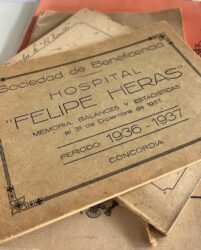 Sociedad de Beneficencia
HOSPITAL
"FELIPE HERAS"
MEMORIA, BALANCES Y ESTADISTICAS
al 31 de Diciembre de 1937.
PERIODO: 1936-1937
CONCORDIA